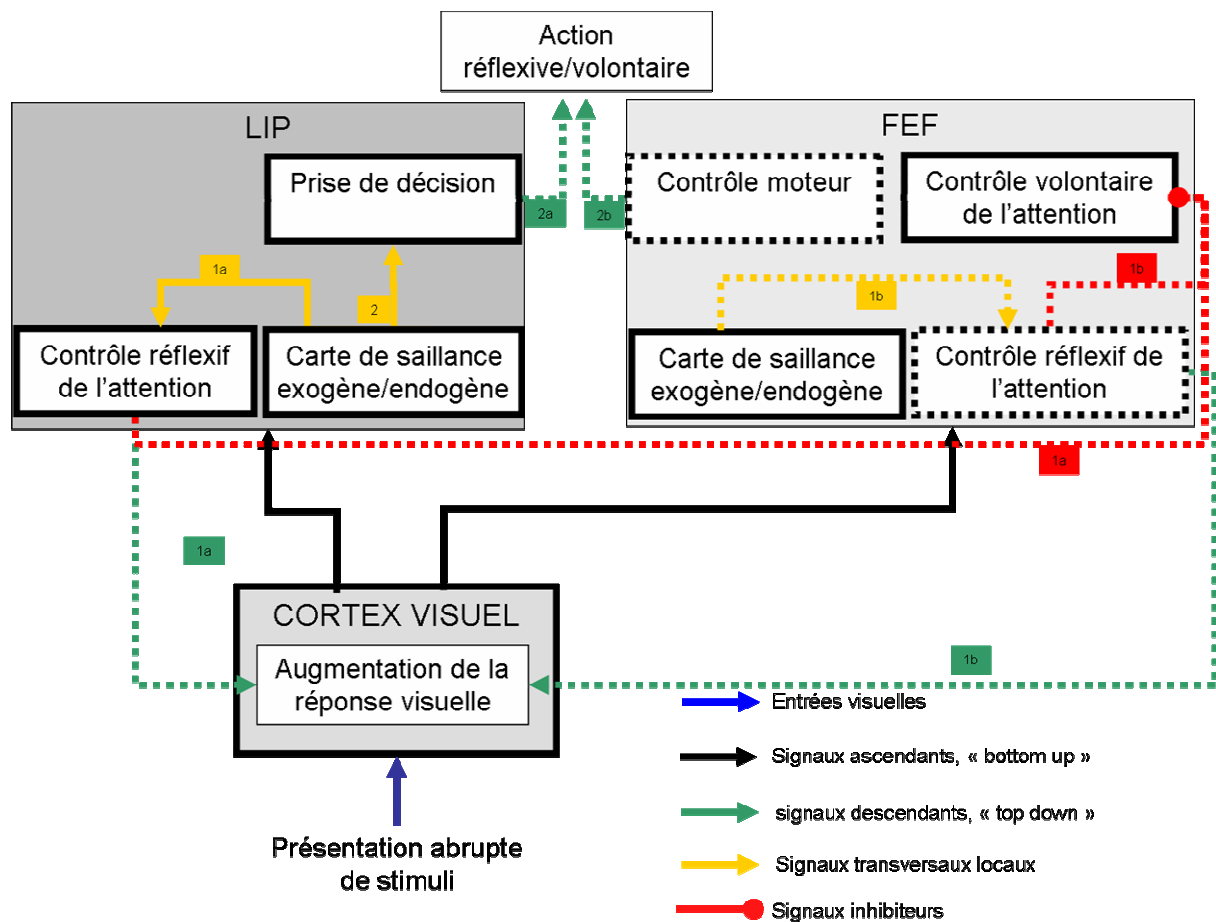 Action
réflexive/volontaire
LIP
FEF
Prise de décision
Contrôle moteur
Contrôle volontaire
de l'attention
2a
2b
1a
2
1b
1b
Contrôle réflexif
de l'attention
Carte de saillance
exogène/endogène
Carte de saillance
exogène/endogène
Contrôle réflexif de
l'attention
1a
1a
CORTEX VISUEL
Augmentation de la
réponse visuelle
1b
Présentation abrupte
de stimuli
Entrées visuelles
Signaux ascendants, « bottom up »
signaux descendants, « top down »
Signaux transversaux locaux
Signaux inhibiteurs